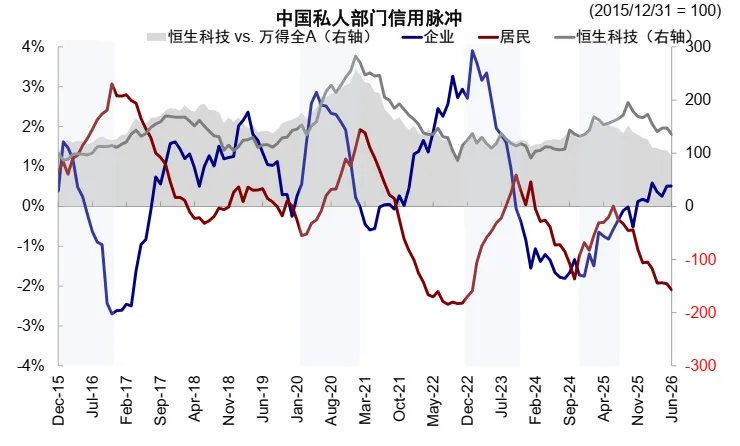 中国私人部门信用脉冲
(2015/12/31 = 100)
恒生科技 vs. 万得全A（右轴）
企业
居民
恒生科技（右轴）
4%
3%
2%
1%
0%
-1%
-2%
-3%
-4%
300
200
100
0
-100
-200
-300
Dec-15
Jul-16
Feb-17
Sep-17
Apr-18
Nov-18
Jun-19
Jan-20
Aug-20
Mar-21
Oct-21
May-22
Dec-22
Jul-23
Feb-24
Sep-24
Apr-25
Nov-25
Jun-26